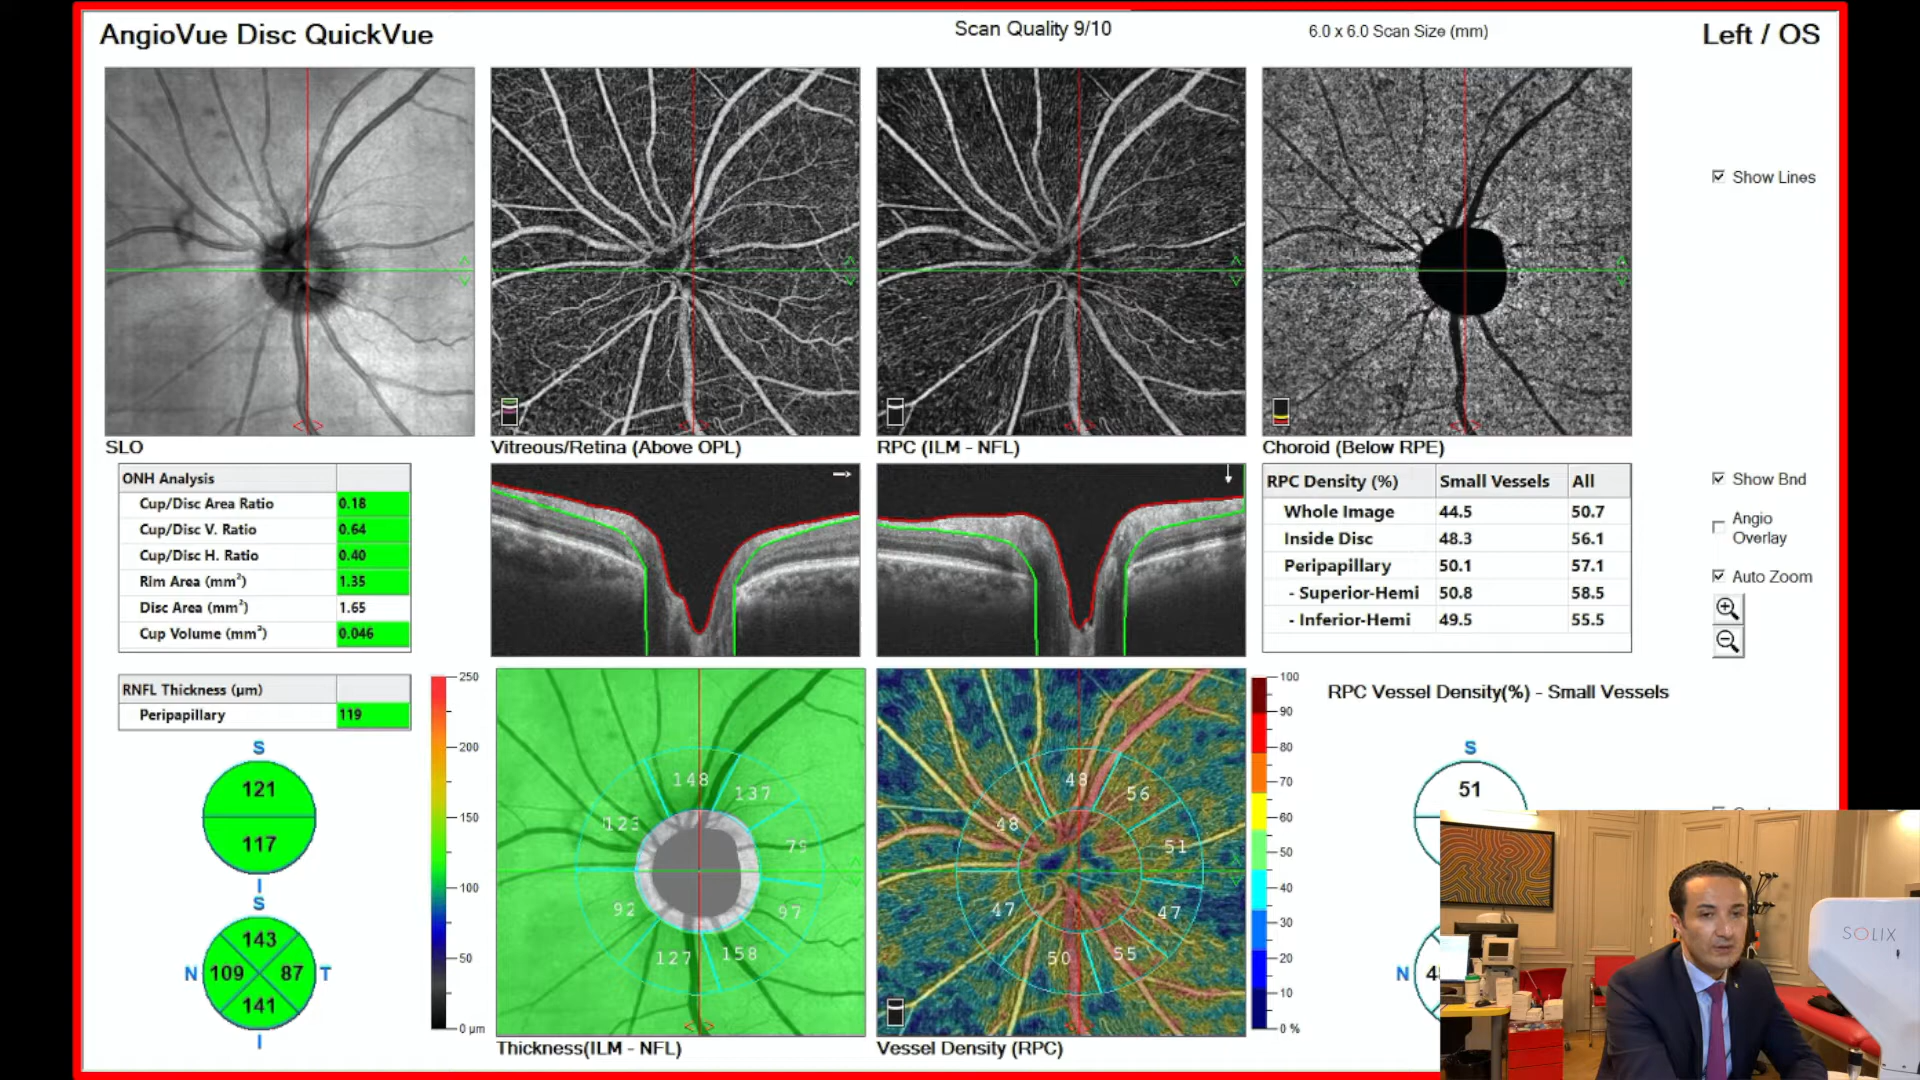 AngioVue Disc QuickVue
Scan Quality 9/10
6.0 x 6.0 Scan Size (mm)
Left / OS
Show Lines
SLO
Vitreous/Retina (Above OPL)
RPC (ILM - NFL)
Choroid (Below RPE)
ONH Analysis
Cup/Disc Area Ratio 0.18
Cup/Disc V. Ratio 0.64
Cup/Disc H. Ratio 0.40
Rim Area (mm²) 1.35
Disc Area (mm²) 1.65
Cup Volume (mm³) 0.046
RPC Density (%) Small Vessels All
Whole Image 44.5 50.7
Inside Disc 48.3 56.1
Peripapillary 50.1 57.1
- Superior-Hemi 50.8 58.5
- Inferior-Hemi 49.5 55.5
Show Bnd
Angio
Overlay
Auto Zoom
RNFL Thickness (µm)
Peripapillary 119
S
121
117
I
S
143
N 109 87 T
141
I
250
200
150
100
50
0 µm
148
137
123
79
92
97
127
158
Thickness(ILM - NFL)
48
56
48
51
47
47
50
55
Vessel Density (RPC)
100
90
80
70
60
50
40
30
20
10
0 %
RPC Vessel Density(%) - Small Vessels
S
51
N
SOLIX